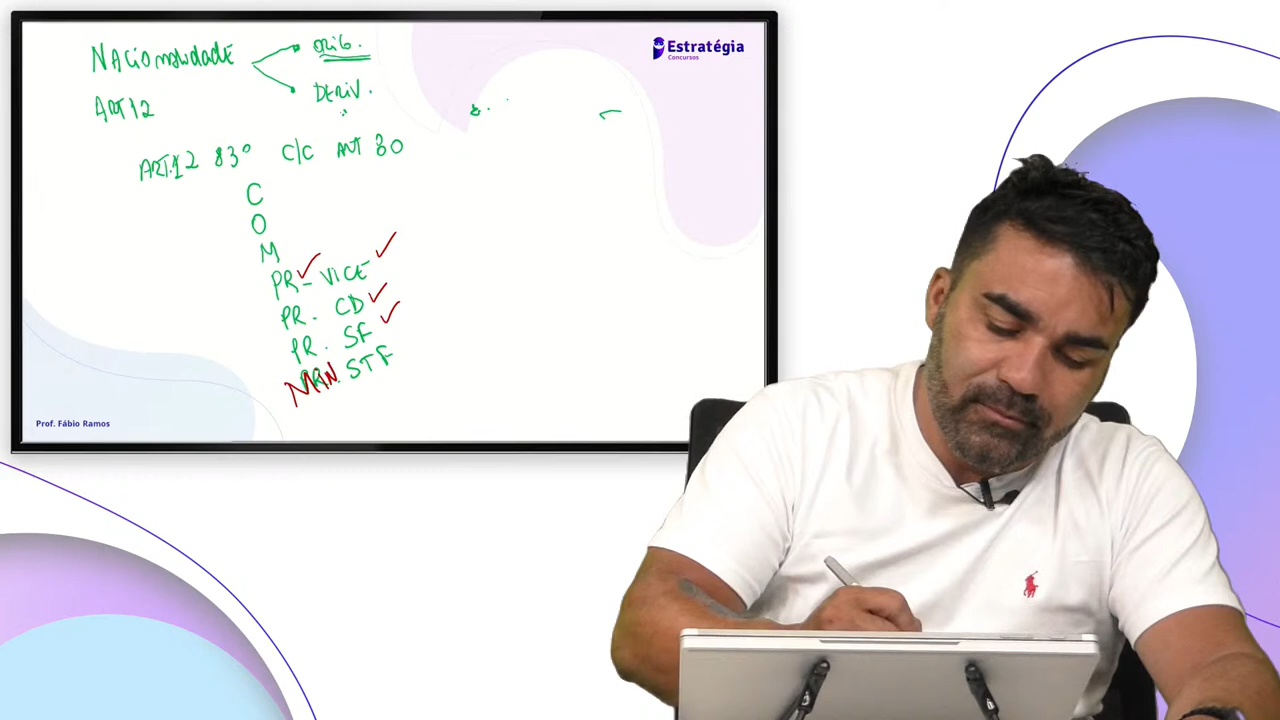 NACionalidade
ORiG.
DERiV.
ART 12
ART.12 §3º C/C ART 80
C
O
M
PR - VICE
PR. CD
PR. SF
MIN STF
Estratégia
Concursos
Prof. Fábio Ramos